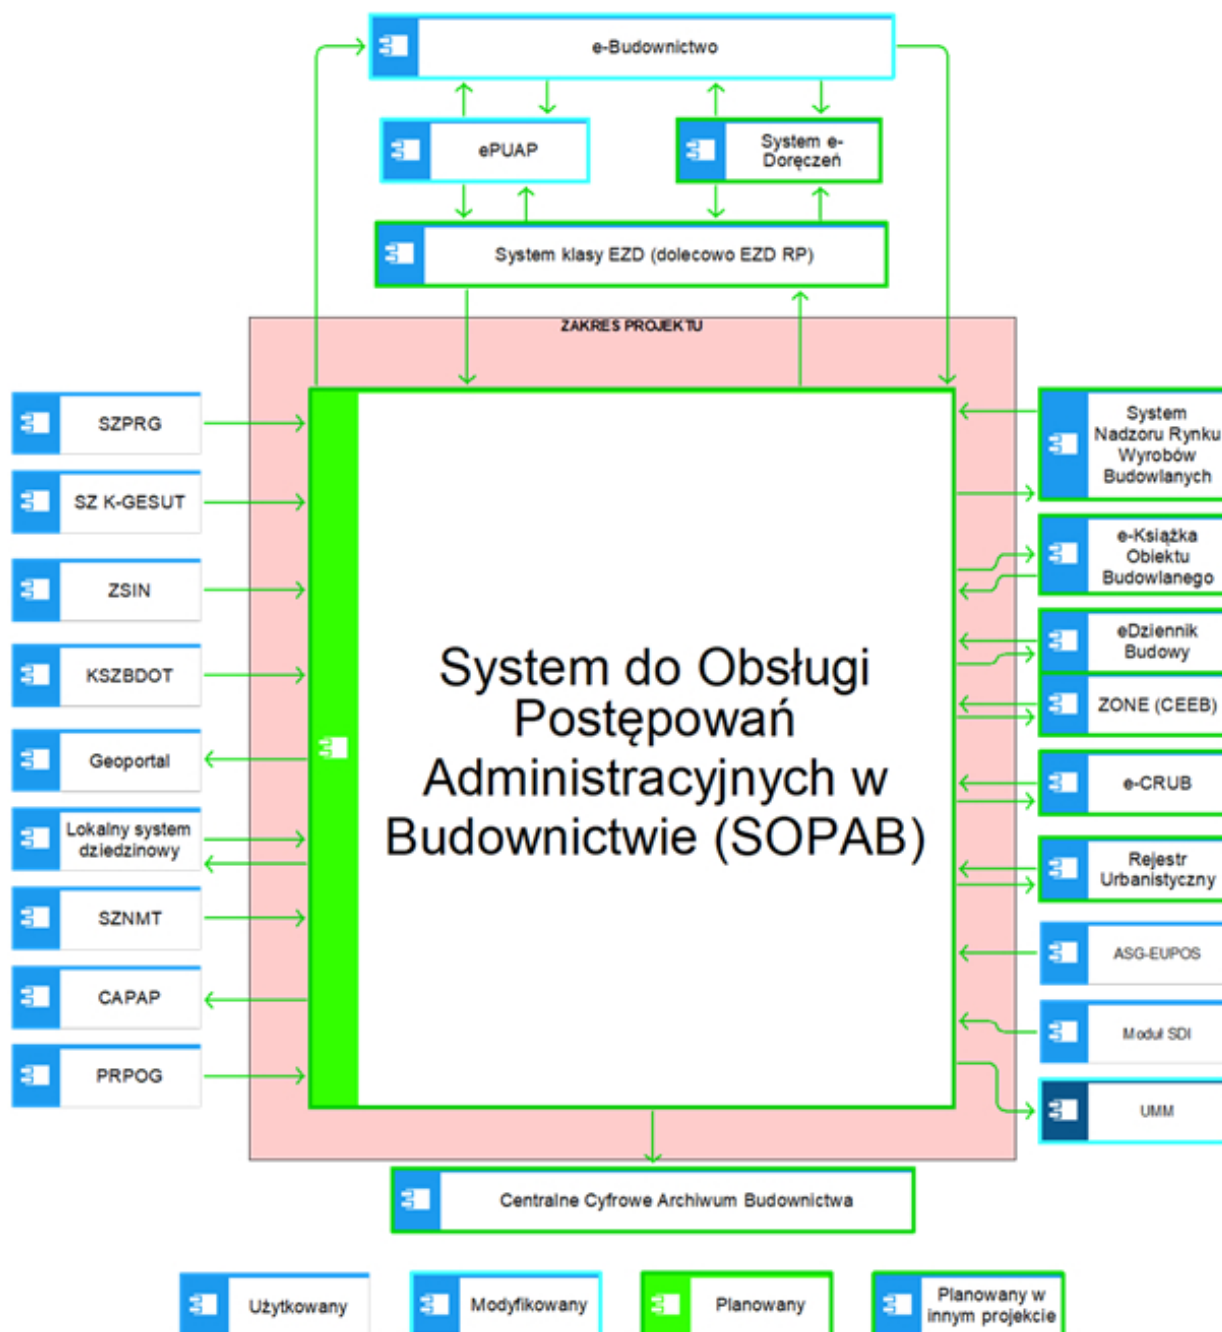 e-Budownictwo
ePUAP
System e-
Doręczeń
System klasy EZD (dolecowo EZD RP)
ZAKRES PROJEKTU
SZPRG
SZ K-GESUT
ZSIN
KSZBDOT
Geoportal
Lokalny system
dziedzinowy
SZNMT
CAPAP
PRPOG
System do Obsługi
Postępowań
Administracyjnych w
Budownictwie (SOPAB)
System
Nadzoru Rynku
Wyrobów
Budowlanych
e-Książka
Obiektu
Budowlanego
eDziennik
Budowy
ZONE (CEEB)
e-CRUB
Rejestr
Urbanistyczny
ASG-EUPOS
Moduł SDI
UMM
Centralne Cyfrowe Archiwum Budownictwa
Użytkowany
Modyfikowany
Planowany
Planowany w
innym projekcie